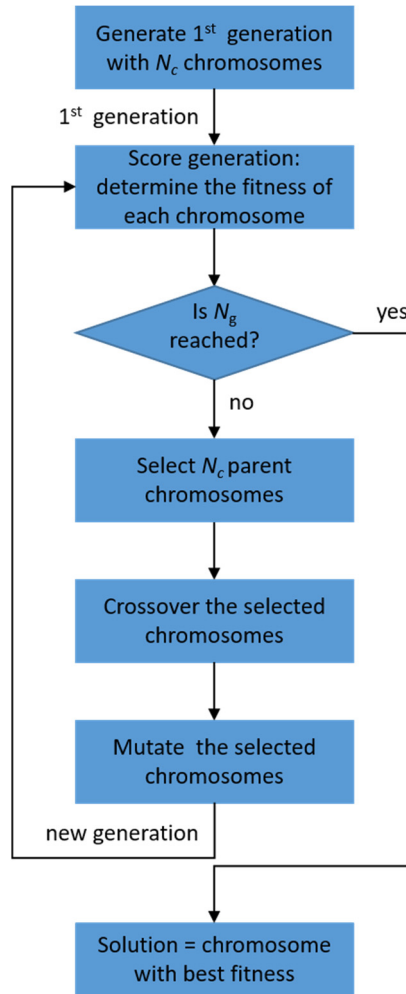 Generate 1st generation
with Nc chromosomes
1st generation
Score generation:
determine the fitness of
each chromosome
Is Ng
reached?
yes
no
Select Nc parent
chromosomes
Crossover the selected
chromosomes
Mutate the selected
chromosomes
new generation
Solution = chromosome
with best fitness